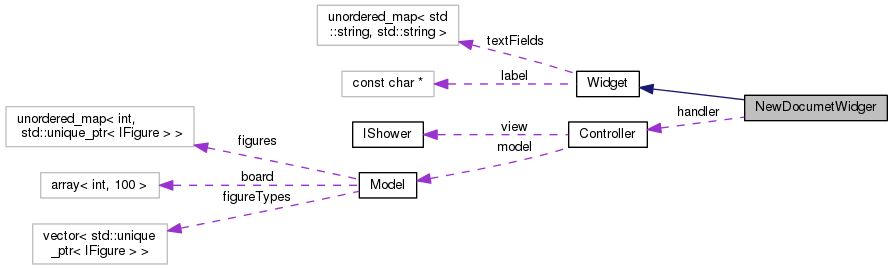 unordered_map< std
::string, std::string >
textFields
const char *
label
Widget
NewDocumetWidger
handler
unordered_map< int,
std::unique_ptr< IFigure > >
figures
IShower
view
Controller
model
array< int, 100 >
board
Model
figureTypes
vector< std::unique
_ptr< IFigure > >